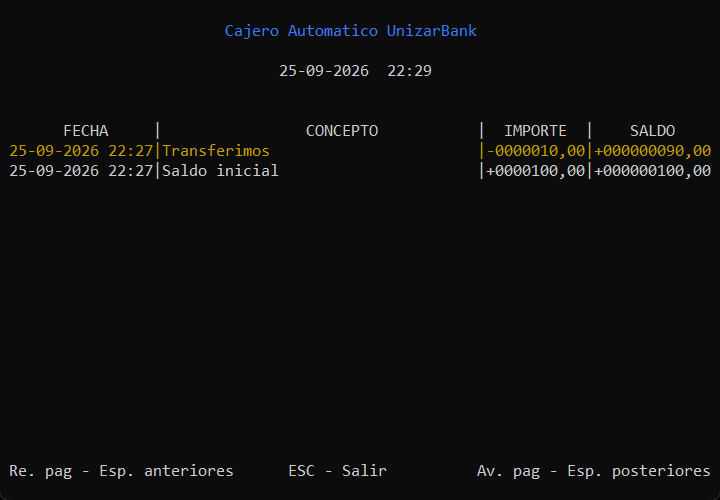 Cajero Automatico UnizarBank
25-09-2026  22:29
FECHA     |                CONCEPTO           |  IMPORTE  |    SALDO
25-09-2026 22:27|Transferimos                       |-0000010,00|+000000090,00
25-09-2026 22:27|Saldo inicial                      |+0000100,00|+000000100,00
Re. pag - Esp. anteriores      ESC - Salir          Av. pag - Esp. posteriores